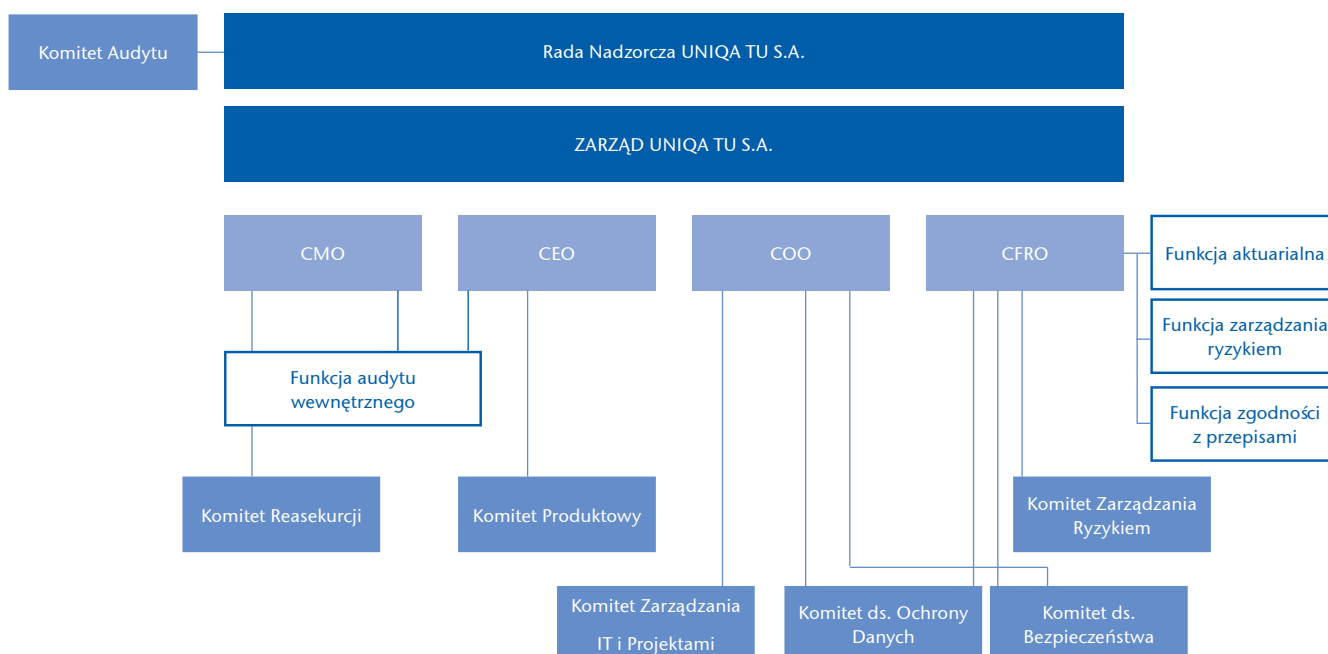 Komitet Audytu
Rada Nadzorcza UNIQA TU S.A.
ZARZĄD UNIQA TU S.A.
CMO
CEO
COO
CFRO
Funkcja aktuarialna
Funkcja zarządzania
ryzykiem
Funkcja zgodności
z przepisami
Funkcja audytu
wewnętrznego
Komitet Reasekurcji
Komitet Produktowy
Komitet Zarządzania
Ryzykiem
Komitet Zarządzania
IT i Projektami
Komitet ds. Ochrony
Danych
Komitet ds.
Bezpieczeństwa